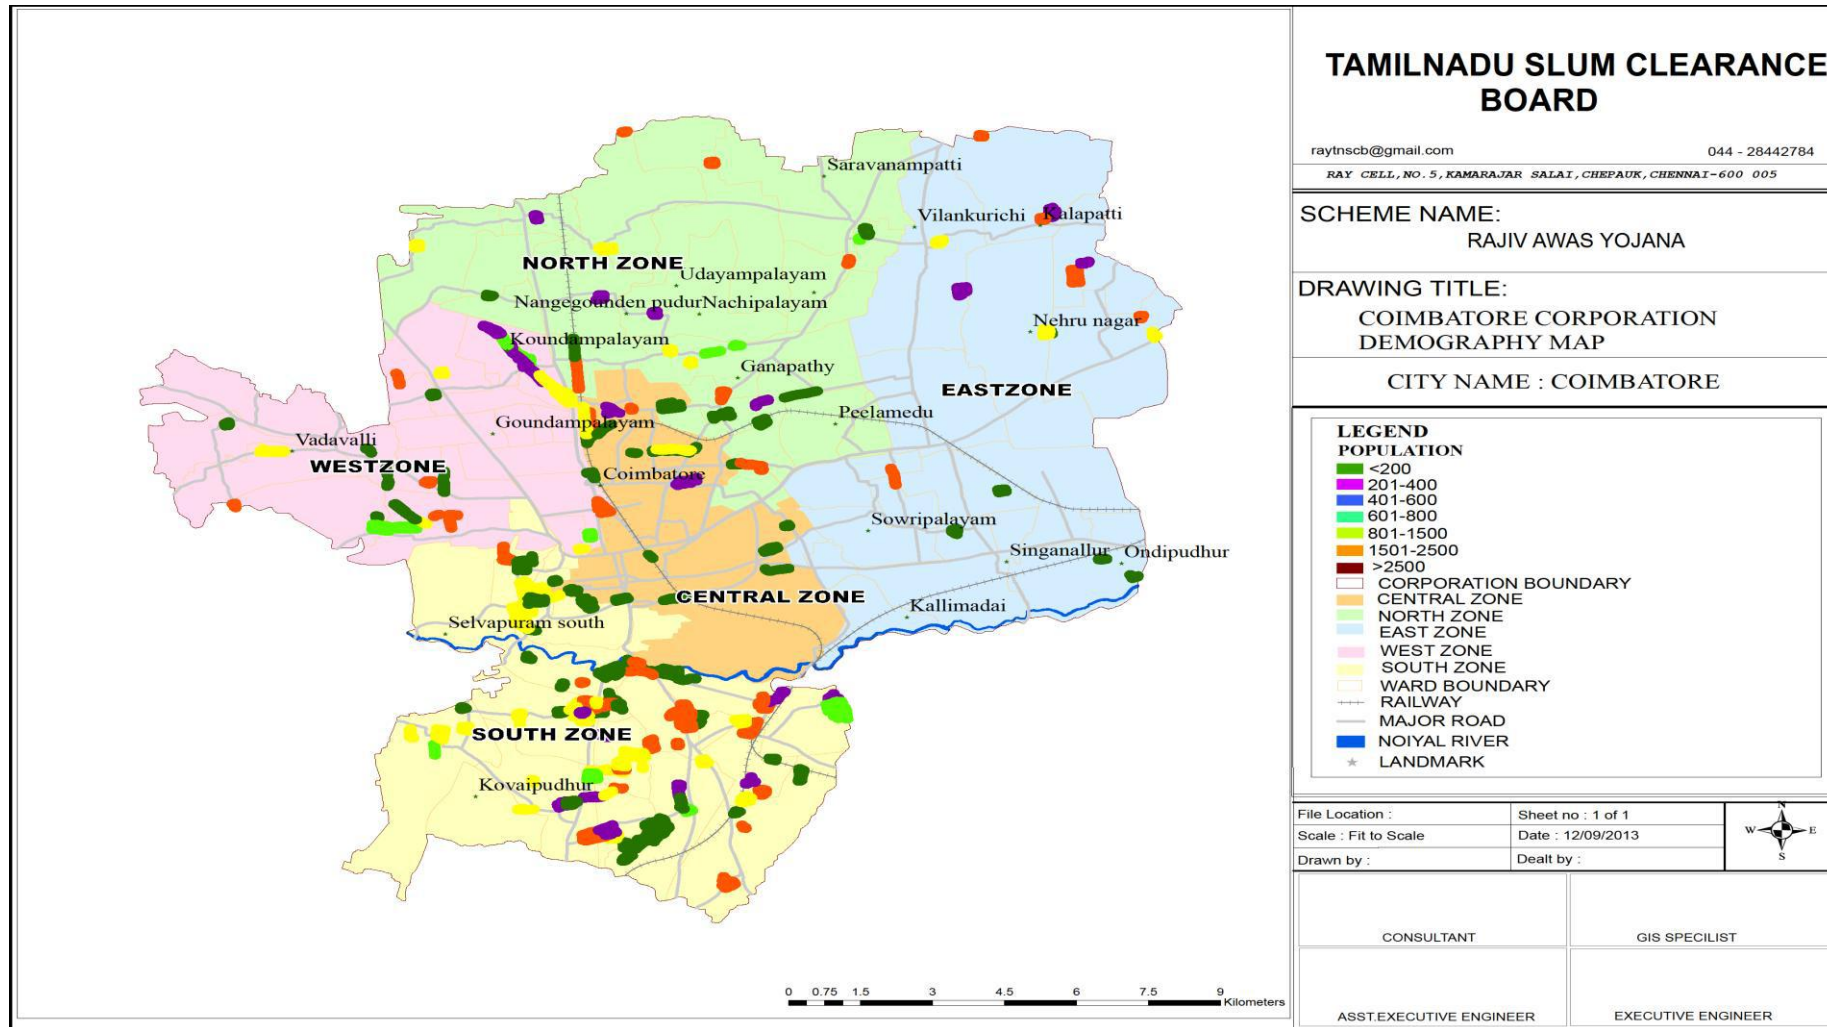 Saravanampatti
Vilankurichi
Kalapatti
NORTH ZONE
Udayampalayam
Nangegounden pudur
Nachipalayam
Nehru nagar
Koundampalayam
Ganapathy
EASTZONE
Peelamedu
Goundampalayam
Vadavalli
WESTZONE
Coimbatore
Sowripalayam
Singanallur
Ondipudhur
CENTRAL ZONE
Kallimadai
Selvapuram south
SOUTH ZONE
Kovaipudhur
0 0.75 1.5 3 4.5 6 7.5 9
Kilometers
TAMILNADU SLUM CLEARANCE
BOARD
raytnscb@gmail.com 044 - 28442784
RAY CELL,NO.5,KAMARAJAR SALAI,CHEPAUK,CHENNAI-600 005
SCHEME NAME:
RAJIV AWAS YOJANA
DRAWING TITLE:
COIMBATORE CORPORATION
DEMOGRAPHY MAP
CITY NAME : COIMBATORE
LEGEND
POPULATION
<200
201-400
401-600
601-800
801-1500
1501-2500
>2500
CORPORATION BOUNDARY
CENTRAL ZONE
NORTH ZONE
EAST ZONE
WEST ZONE
SOUTH ZONE
WARD BOUNDARY
RAILWAY
MAJOR ROAD
NOIYAL RIVER
LANDMARK
File Location :
Sheet no : 1 of 1
Scale : Fit to Scale
Date : 12/09/2013
Drawn by :
Dealt by :
N
W E
S
CONSULTANT
GIS SPECILIST
ASST.EXECUTIVE ENGINEER
EXECUTIVE ENGINEER